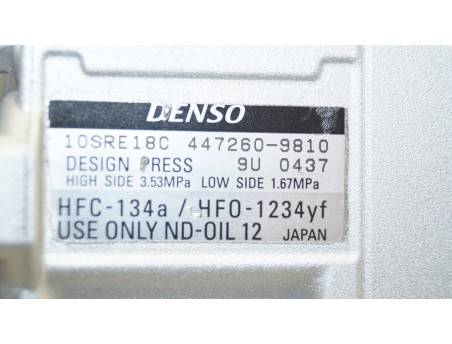 DENSO
10SRE18C 447260-9810
DESIGN PRESS 9U 0437
HIGH SIDE 3.53MPa LOW SIDE 1.67MPa
HFC-134a / HFO-1234yf
USE ONLY ND-OIL 12 JAPAN